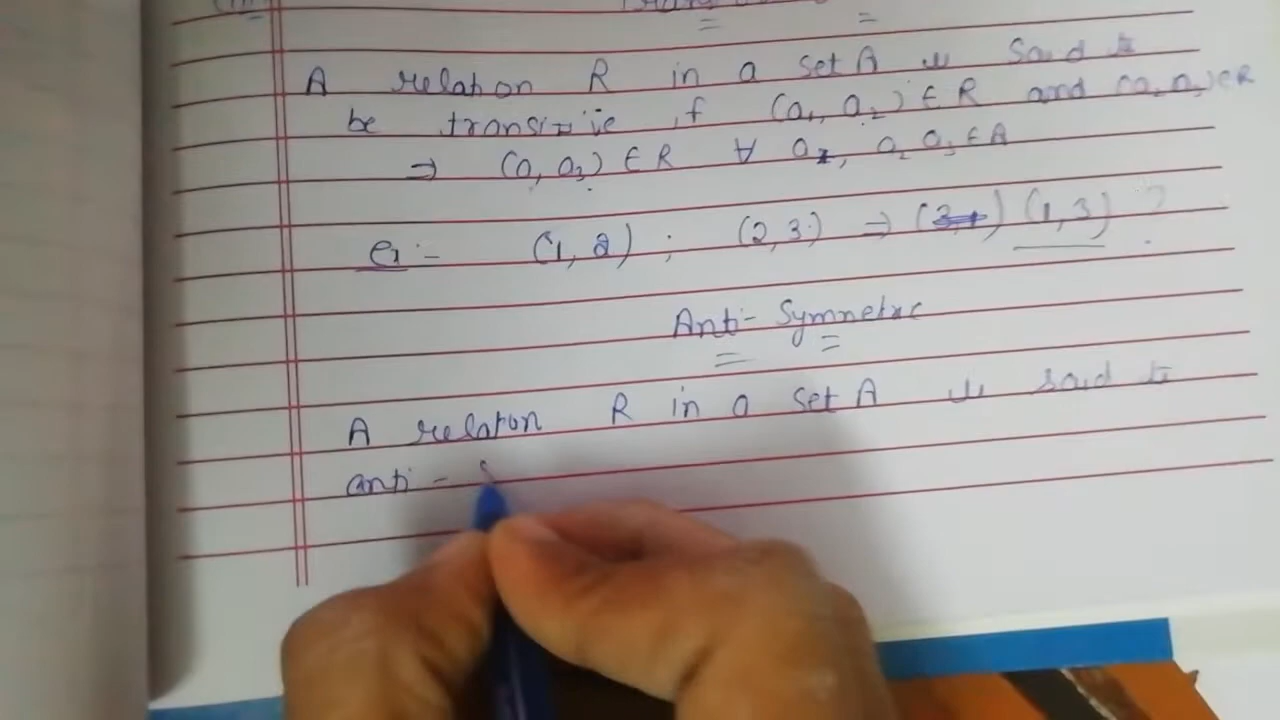 A relation R in a set A is said to
be transitive if (a₁, a₂) ∈ R and (a₂, a₃) ∈ R
⇒ (a₁, a₃) ∈ R ∀ a₁, a₂ a₃ ∈ A
eg :- (1, 2) ; (2, 3) ⇒ (1, 3)
Anti - Symmetric
A relaton R in a set A is said to
anti - s